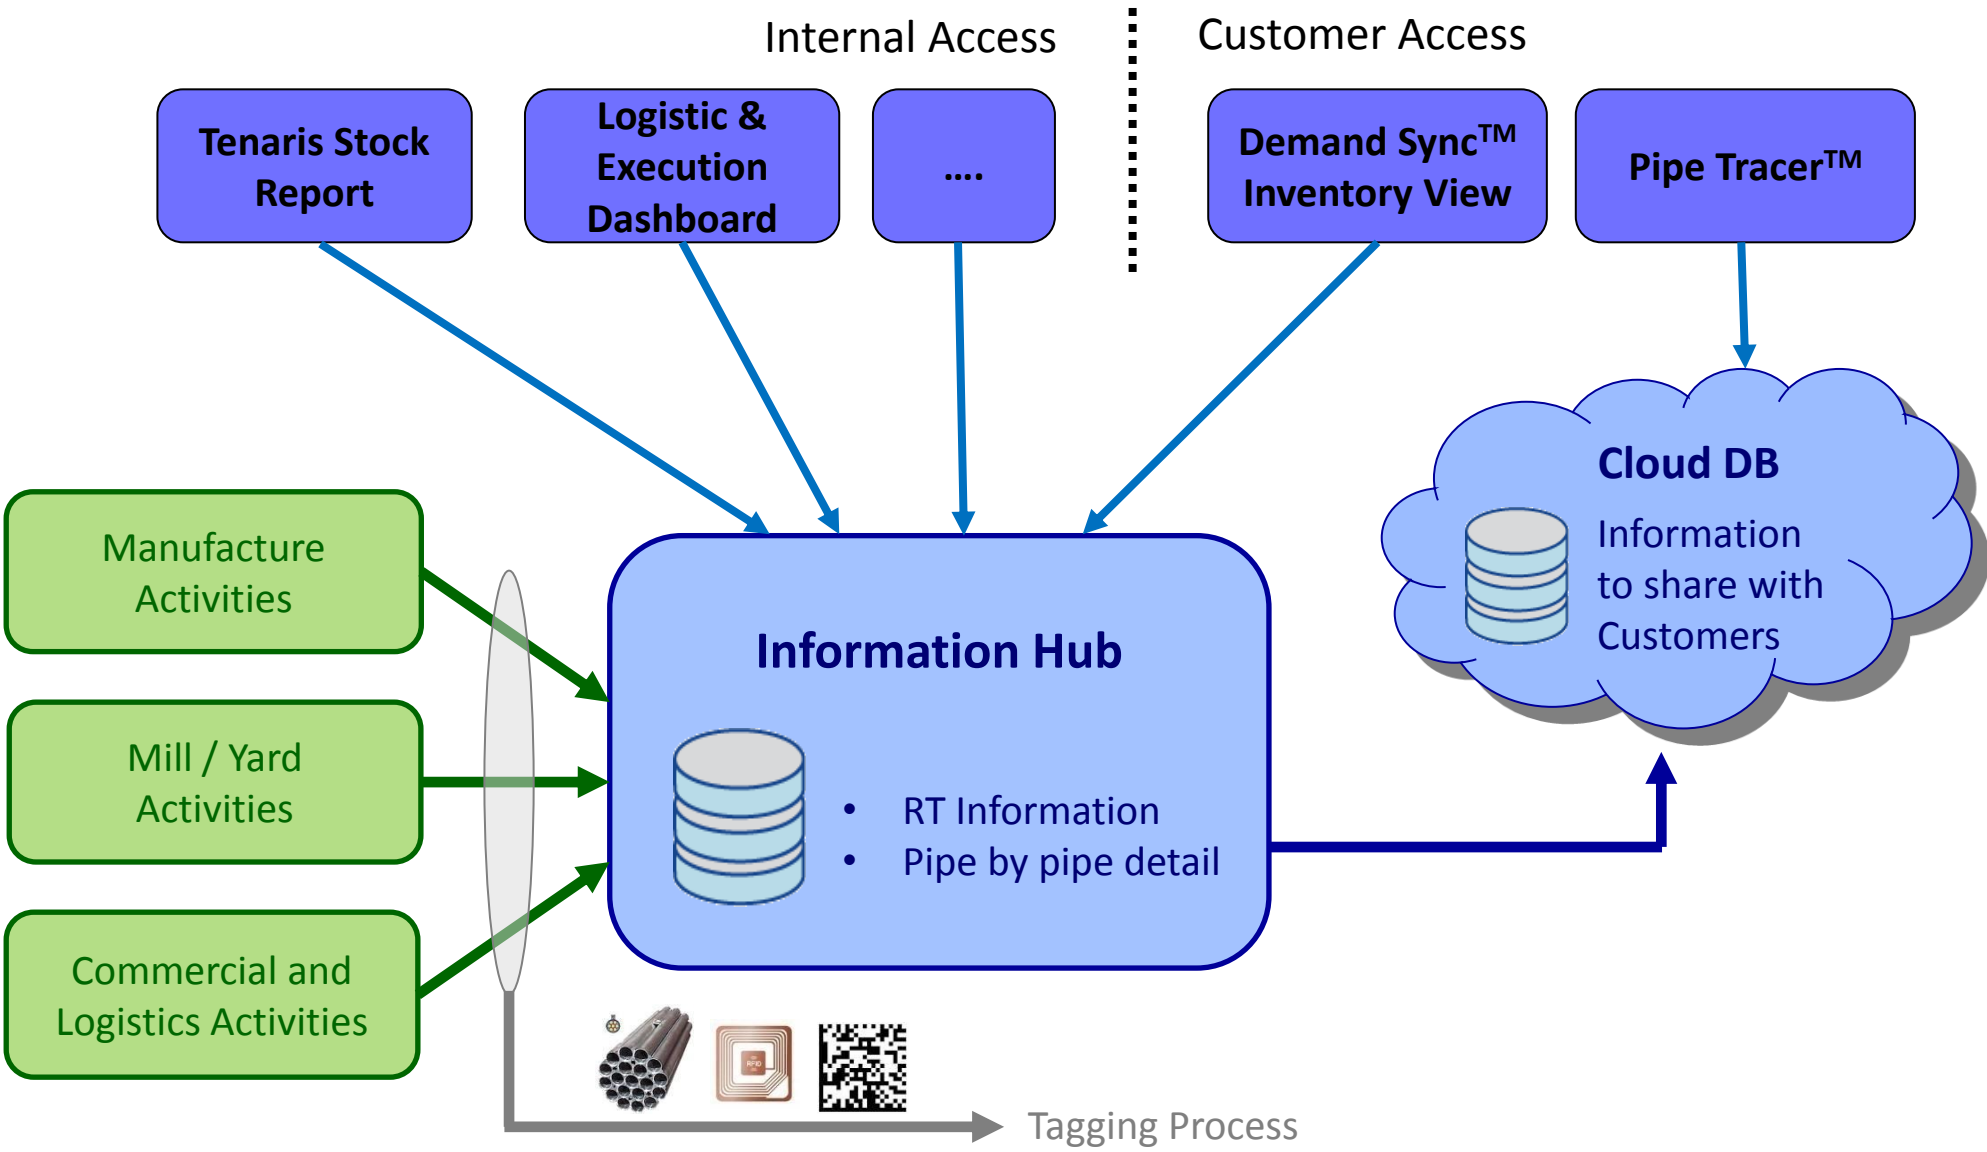 Internal Access
Customer Access
Tenaris Stock
Report
Logistic &
Execution
Dashboard
....
Demand Sync™
Inventory View
Pipe Tracer™
Cloud DB
Information
to share with
Customers
Manufacture
Activities
Mill / Yard
Activities
Commercial and
Logistics Activities
Information Hub
• RT Information
• Pipe by pipe detail
RFID
Tagging Process